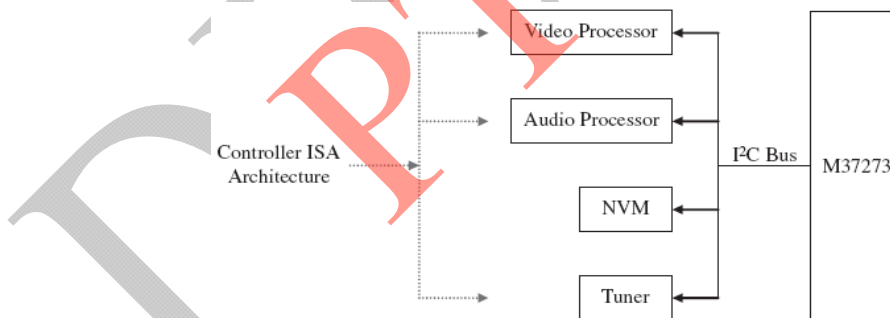 Video Processor
Audio Processor
Controller ISA
Architecture
I²C Bus
M37273
NVM
Tuner